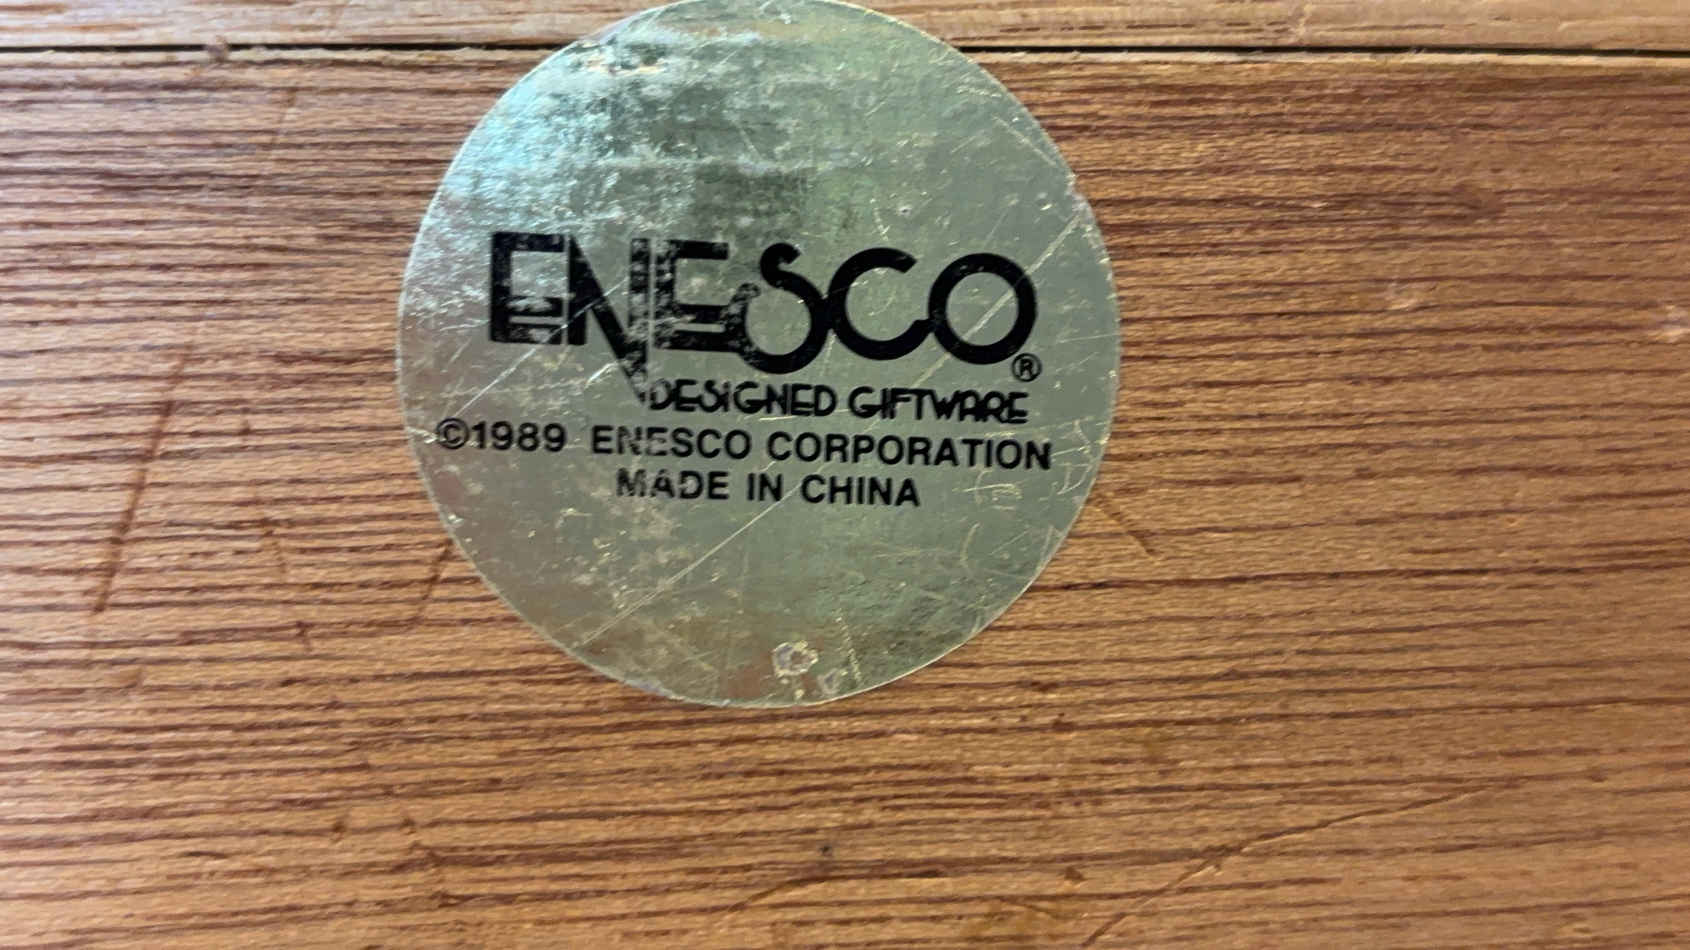 ENESCO®
DESIGNED GIFTWARE
©1989 ENESCO CORPORATION
MADE IN CHINA